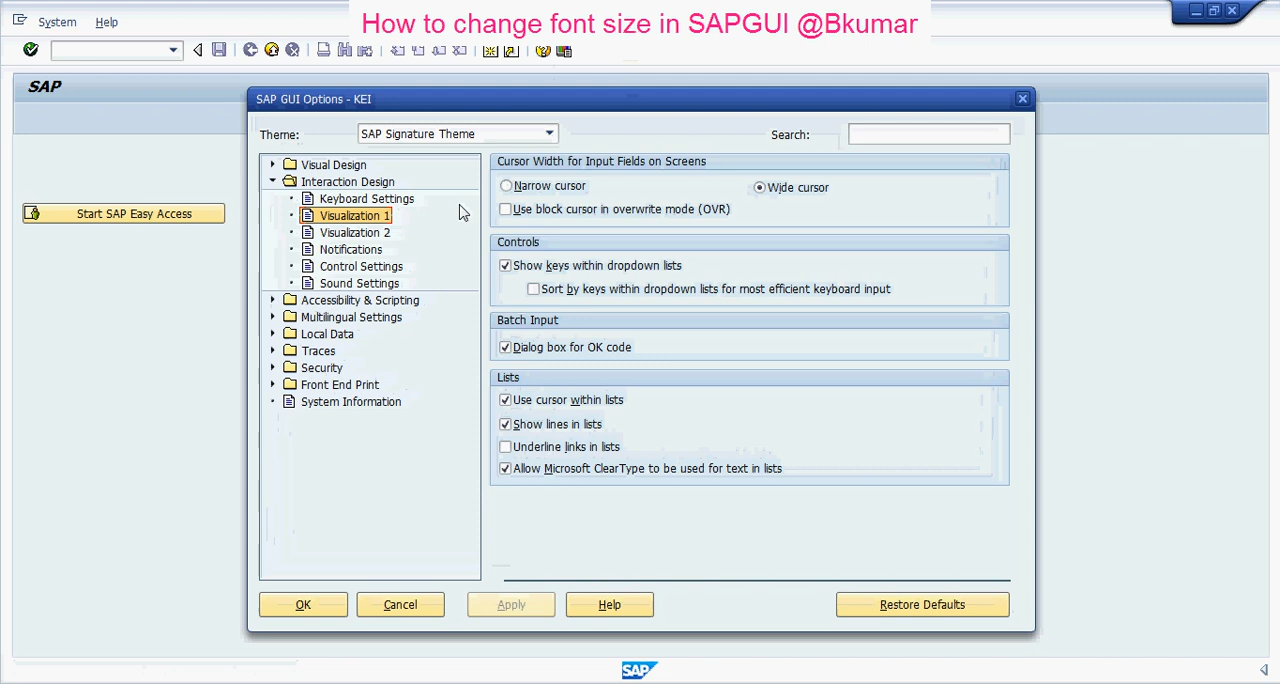 How to change font size in SAPGUI @Bkumar
System Help
SAP
SAP GUI Options - KEI
Theme: SAP Signature Theme Search:
Start SAP Easy Access
Visual Design
Interaction Design
Keyboard Settings
Visualization 1
Visualization 2
Notifications
Control Settings
Sound Settings
Accessibility & Scripting
Multilingual Settings
Local Data
Traces
Security
Front End Print
System Information
Cursor Width for Input Fields on Screens
Narrow cursor Wide cursor
Use block cursor in overwrite mode (OVR)
Controls
Show keys within dropdown lists
Sort by keys within dropdown lists for most efficient keyboard input
Batch Input
Dialog box for OK code
Lists
Use cursor within lists
Show lines in lists
Underline links in lists
Allow Microsoft ClearType to be used for text in lists
OK Cancel Apply Help Restore Defaults
SAP